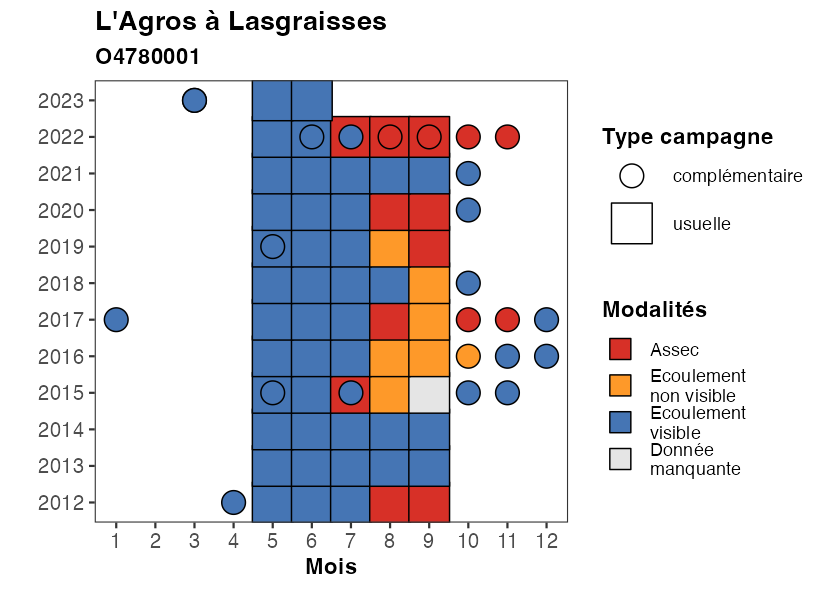 L'Agros à Lasgraisses
O4780001
2023
2022
2021
2020
2019
2018
2017
2016
2015
2014
2013
2012
1 2 3 4 5 6 7 8 9 10 11 12
Mois
Type campagne
complémentaire
usuelle
Modalités
Assec
Ecoulement
non visible
Ecoulement
visible
Donnée
manquante